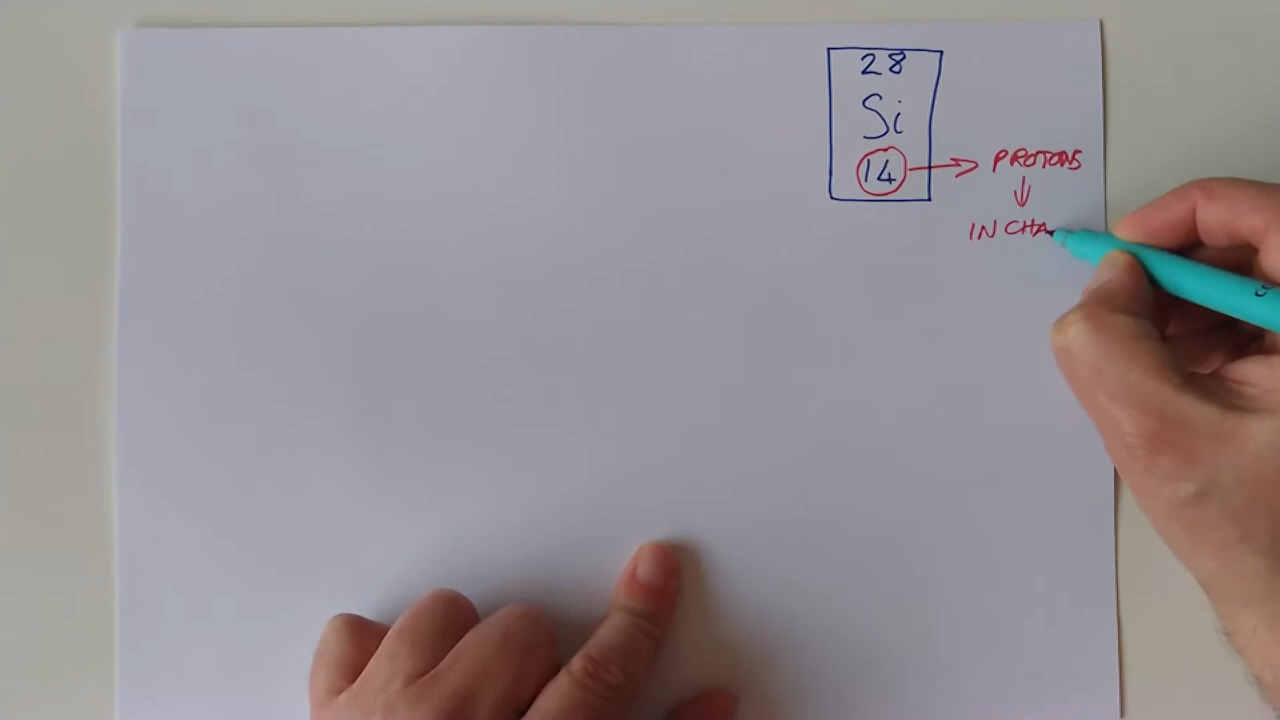 28
Si
14 → PROTONS
↓
IN CHA